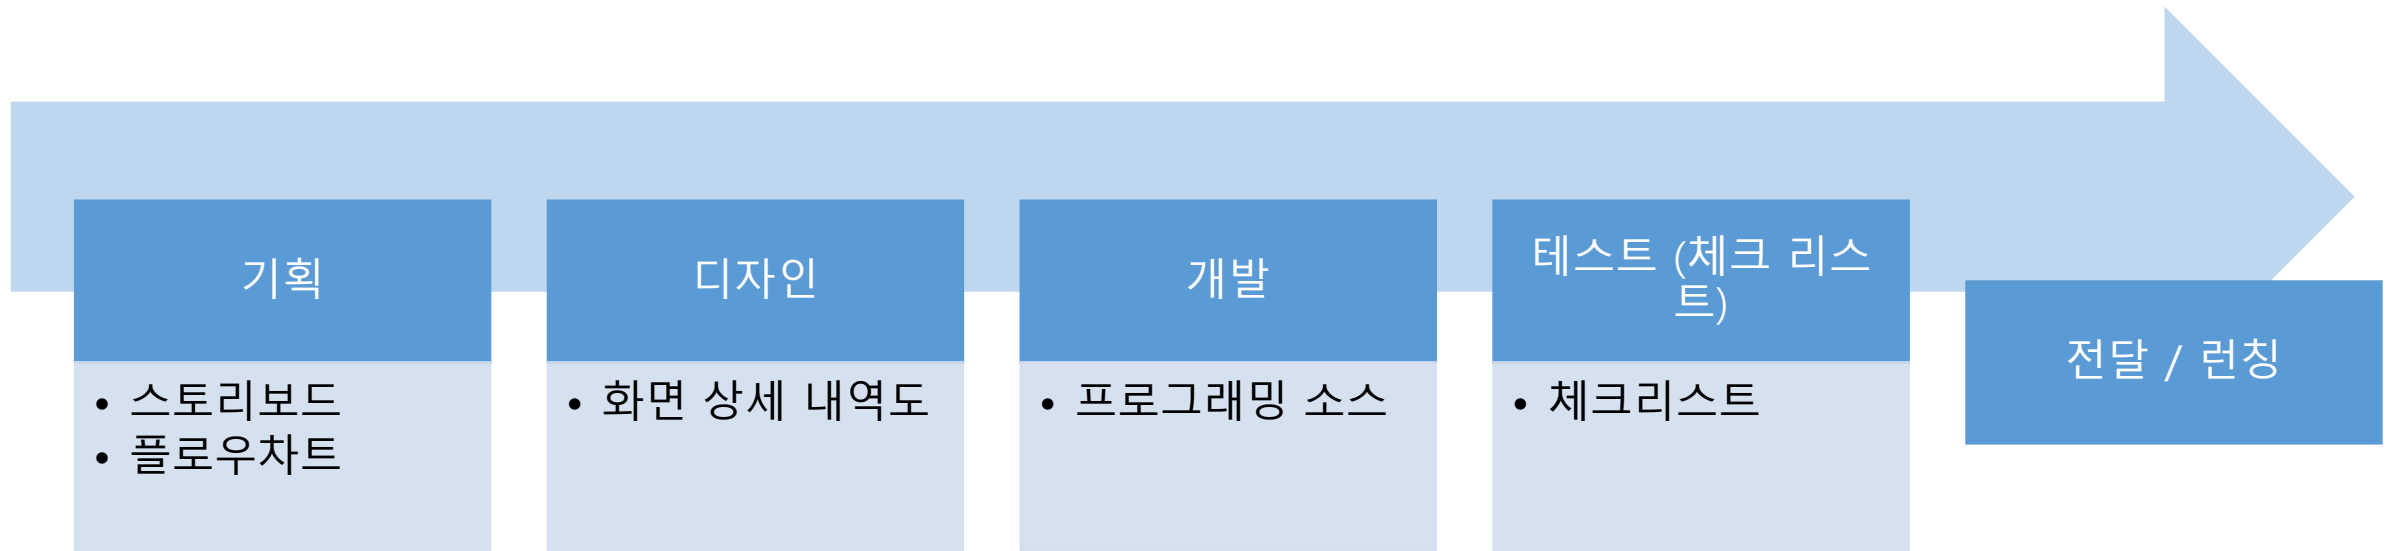 기획
• 스토리보드
• 플로우차트
디자인
• 화면 상세 내역도
개발
• 프로그래밍 소스
테스트 (체크 리스
트)
• 체크리스트
전달 / 런칭